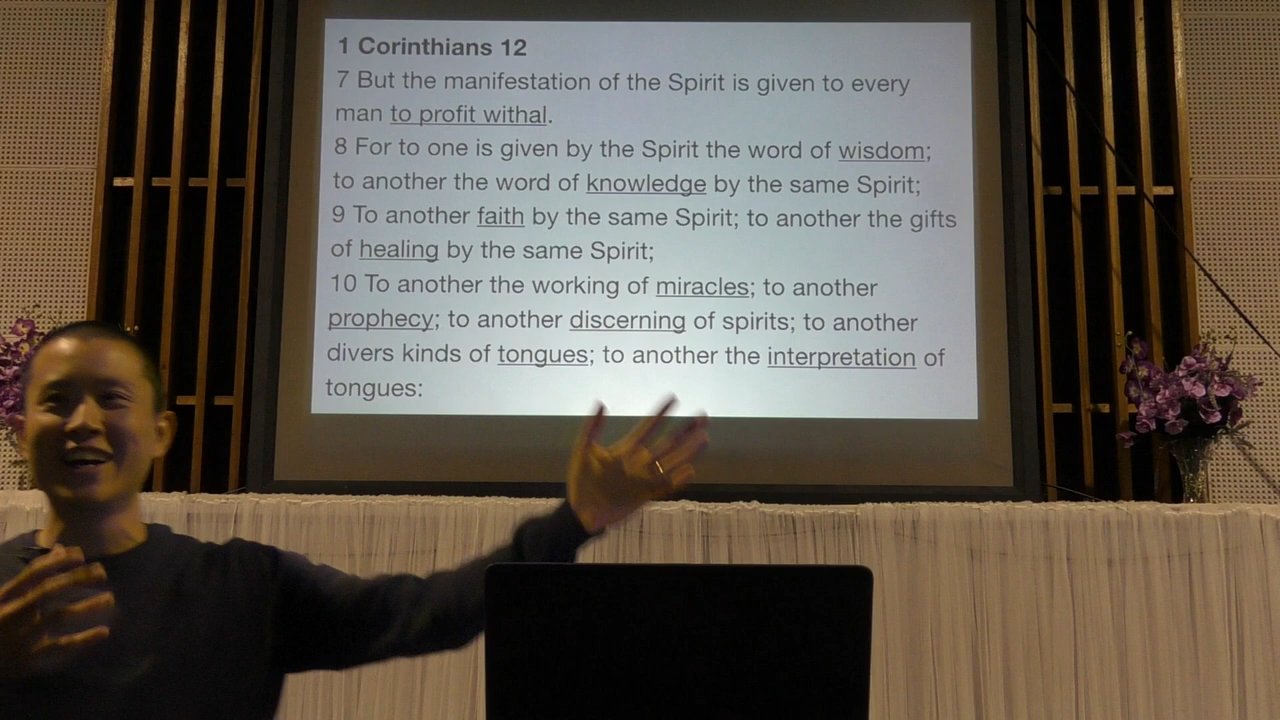 1 Corinthians 12
7 But the manifestation of the Spirit is given to every
man to profit withal.
8 For to one is given by the Spirit the word of wisdom;
to another the word of knowledge by the same Spirit;
9 To another faith by the same Spirit; to another the gifts
of healing by the same Spirit;
10 To another the working of miracles; to another
prophecy; to another discerning of spirits; to another
divers kinds of tongues; to another the interpretation of
tongues: